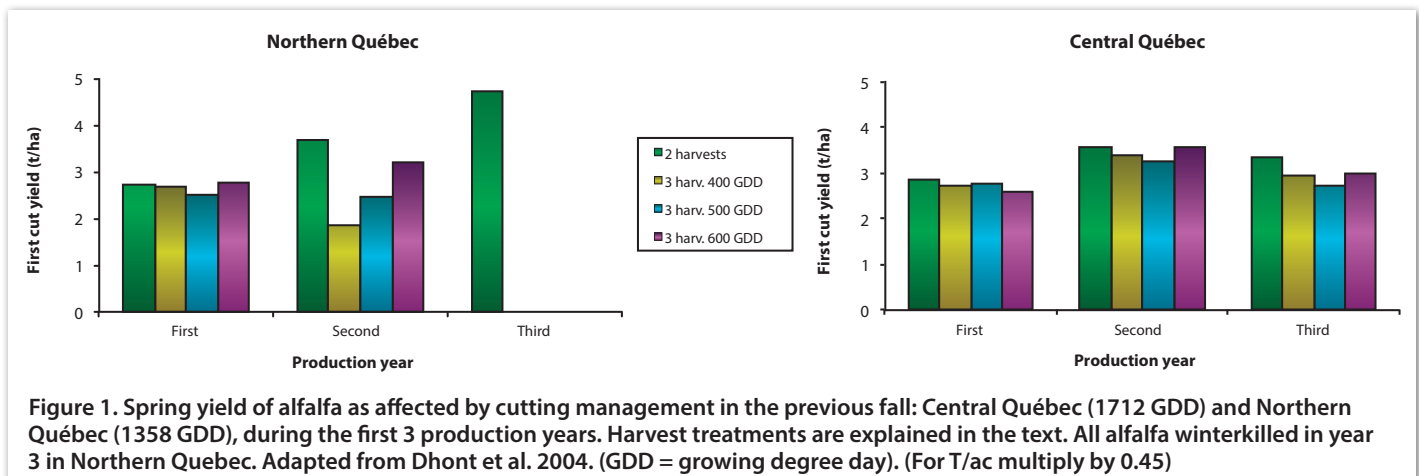 Northern Québec
First cut yield (t/ha)
5
4
3
2
1
0
First
Second
Third
Production year
2 harvests
3 harv. 400 GDD
3 harv. 500 GDD
3 harv. 600 GDD
Central Québec
First cut yield (t/ha)
5
4
3
2
1
0
First
Second
Third
Production year
Figure 1. Spring yield of alfalfa as affected by cutting management in the previous fall: Central Québec (1712 GDD) and Northern
Québec (1358 GDD), during the first 3 production years. Harvest treatments are explained in the text. All alfalfa winterkilled in year
3 in Northern Quebec. Adapted from Dhont et al. 2004. (GDD = growing degree day). (For T/ac multiply by 0.45)